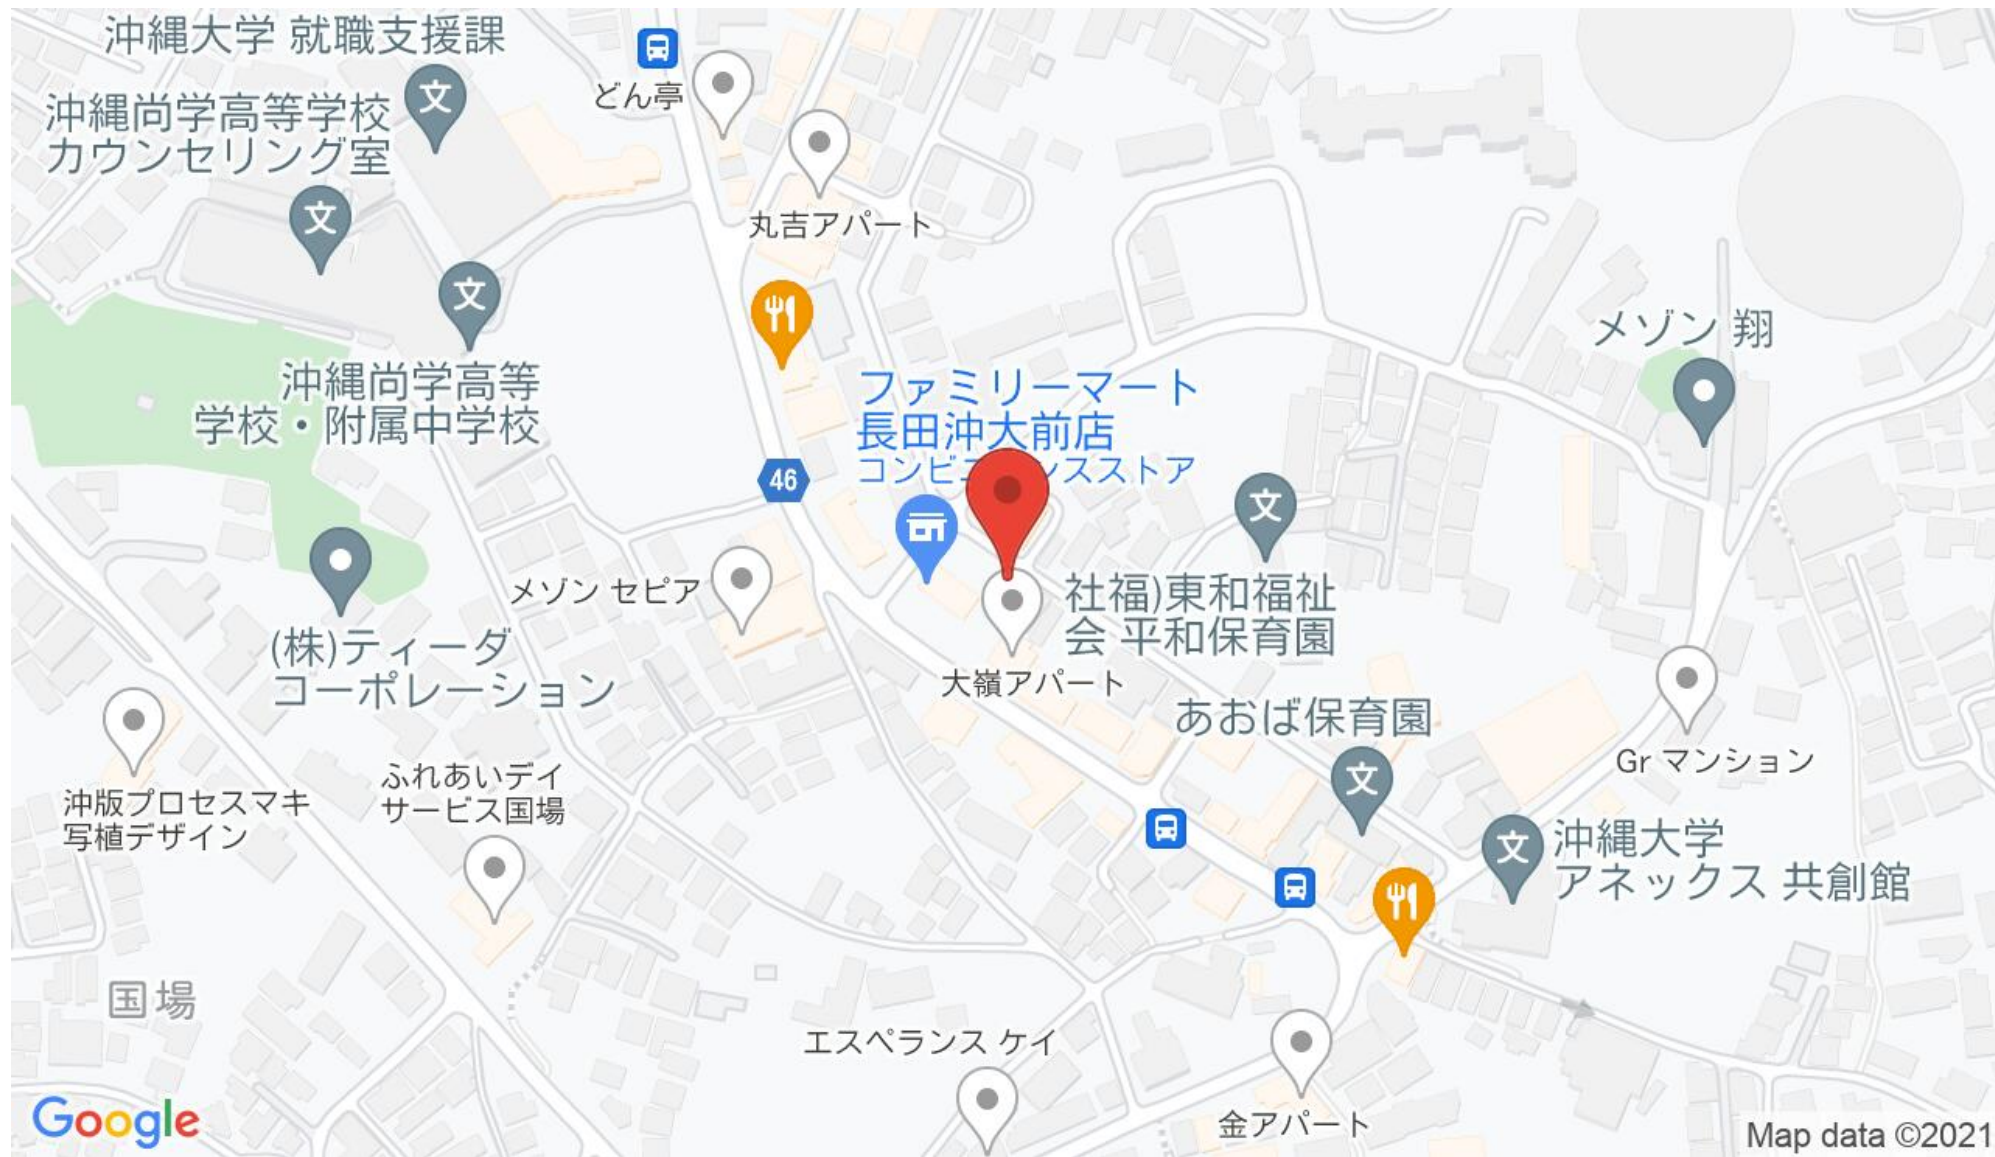 沖縄大学 就職支援課
沖縄尚学高等学校
カウンセリング室
どん亭
丸吉アパート
沖縄尚学高等
学校・附属中学校
メゾン 翔
ファミリーマート
長田沖大前店
46
メゾン セピア
社福)東和福祉
会 平和保育園
(株)ティーダ
コーポレーション
大嶺アパート
あおば保育園
Gr マンション
沖版プロセスマキ
写植デザイン
ふれあいデイ
サービス国場
沖縄大学
アネックス 共創館
国場
エスペランス ケイ
金アパート
Google
Map data ©2021